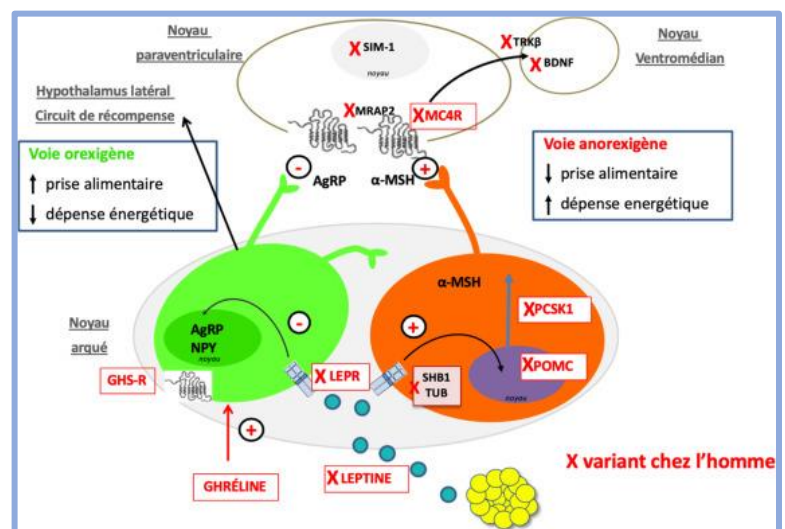 Noyau
paraventriculaire
X SIM-1
noyau
X TRKβ
X BDNF
Noyau
Ventromédian
Hypothalamus latéral
Circuit de récompense
X MRAP2
X MC4R
Voie orexigène
↑ prise alimentaire
↓ dépense énergétique
-
AgRP
α-MSH
+
Voie anorexigène
↓ prise alimentaire
↑ dépense energétique
Noyau
arqué
AgRP
NPY
noyau
-
+
α-MSH
X PCSK1
X POMC
noyau
GHS-R
X LEPR
X SHB1
TUB
+
GHRÉLINE
X LEPTINE
X variant chez l'homme